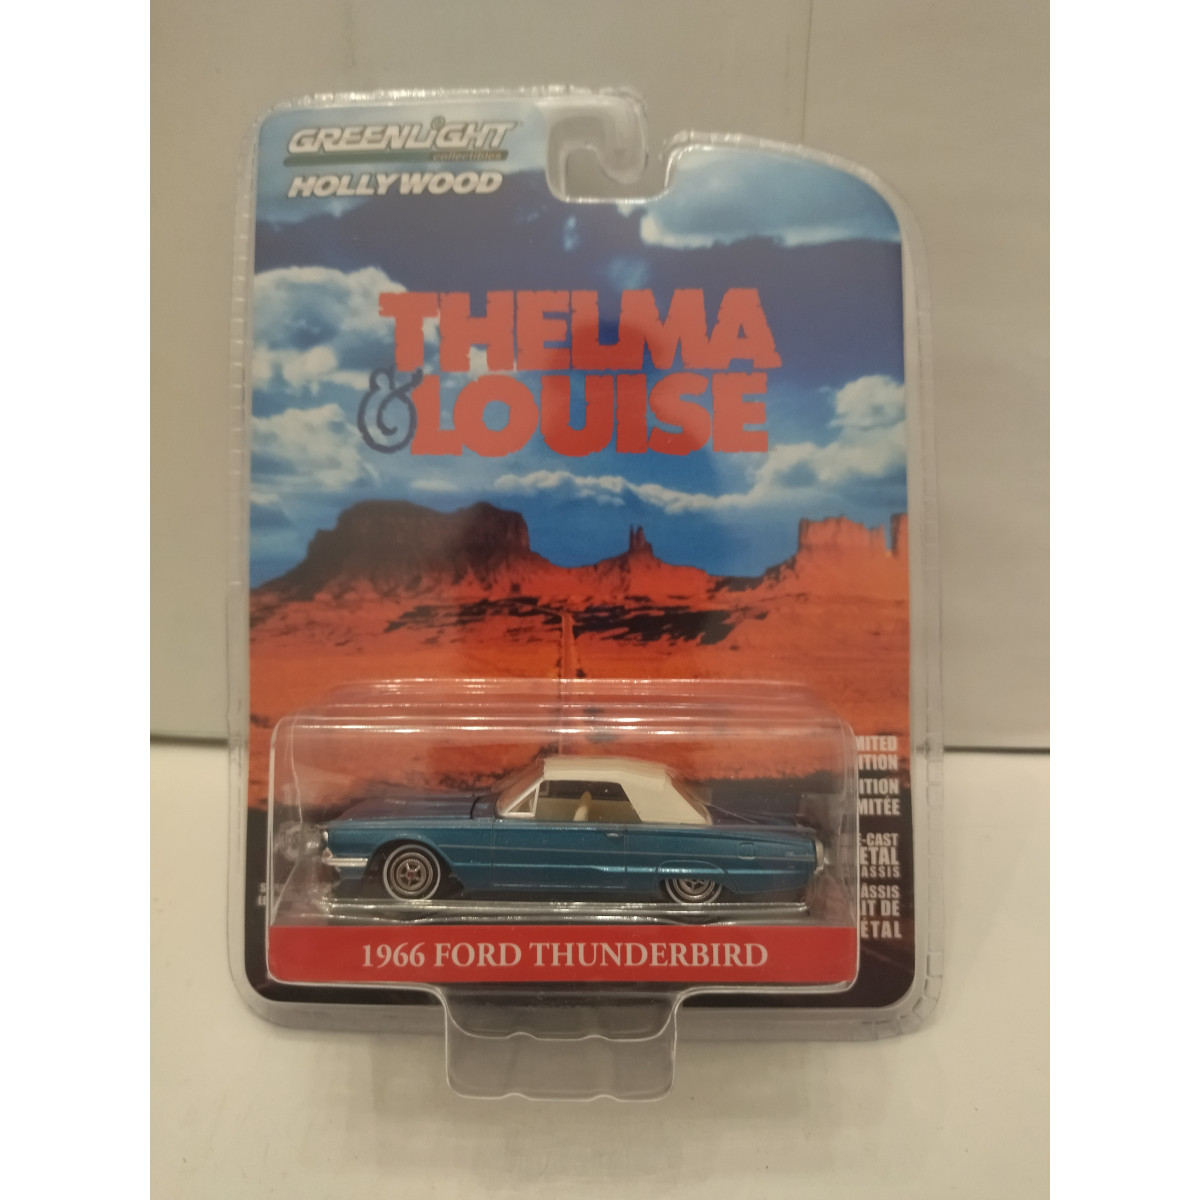 GREENLiGHT
collectibles
HOLLYWOOD
THELMA
& LOUISE
1966 FORD THUNDERBIRD